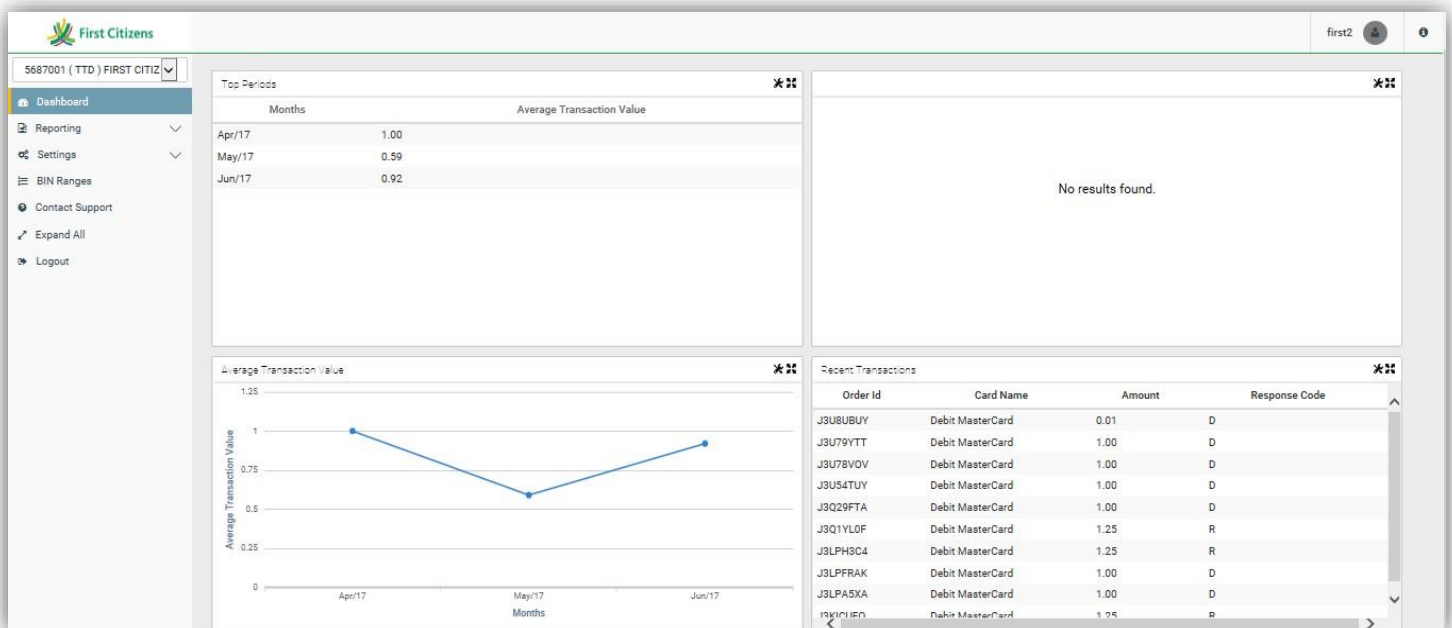 First Citizens
first2
5687001 ( TTD ) FIRST CITIZ
Dashboard
Reporting
Settings
BIN Ranges
Contact Support
Expand All
Logout
Top Periods
Months Average Transaction Value
Apr/17 1.00
May/17 0.59
Jun/17 0.92
No results found.
Average Transaction Value
1.25
1
0.75
0.5
0.25
0
Average Transaction Value
Apr/17 May/17 Jun/17
Months
Recent Transactions
Order Id Card Name Amount Response Code
J3U8UBUY Debit MasterCard 0.01 D
J3U79YTT Debit MasterCard 1.00 D
J3U78VOV Debit MasterCard 1.00 D
J3U54TUY Debit MasterCard 1.00 D
J3Q29FTA Debit MasterCard 1.00 D
J3Q1YL0F Debit MasterCard 1.25 R
J3LPH3C4 Debit MasterCard 1.25 R
J3LPFRAK Debit MasterCard 1.00 D
J3LPA5XA Debit MasterCard 1.00 D
Debit MasterCard 1.25 R